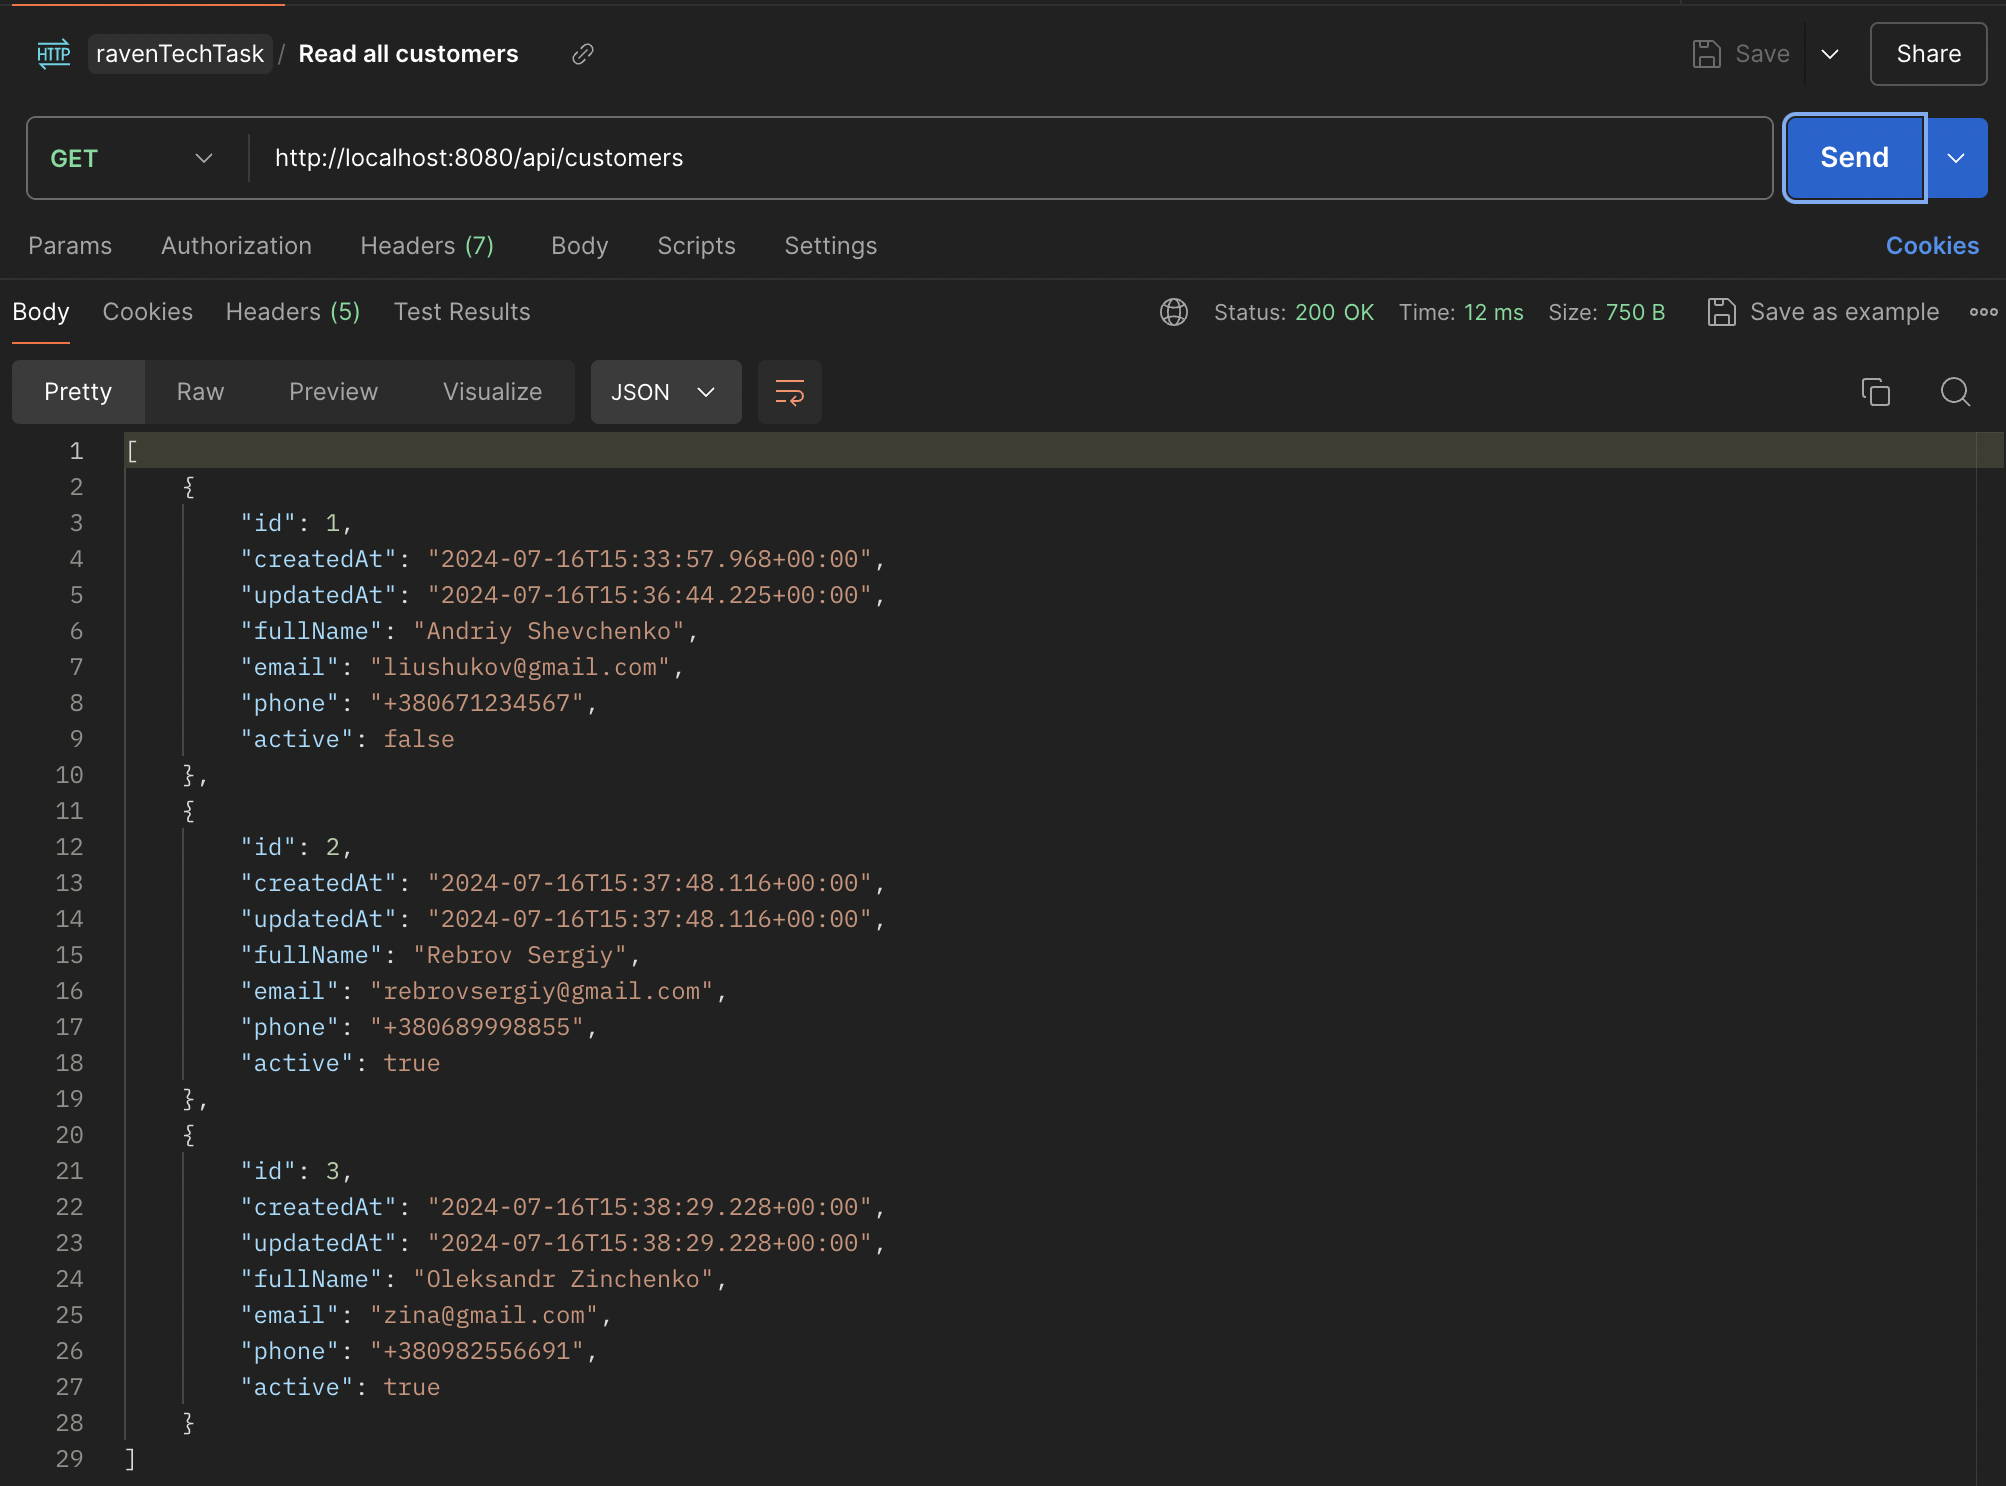 HTTP ravenTechTask / Read all customers Save Share
GET http://localhost:8080/api/customers Send
Params Authorization Headers (7) Body Scripts Settings Cookies
Body Cookies Headers (5) Test Results Status: 200 OK Time: 12 ms Size: 750 B Save as example
Pretty Raw Preview Visualize JSON
1 [
2 {
3 "id": 1,
4 "createdAt": "2024-07-16T15:33:57.968+00:00",
5 "updatedAt": "2024-07-16T15:36:44.225+00:00",
6 "fullName": "Andriy Shevchenko",
7 "email": "liushukov@gmail.com",
8 "phone": "+380671234567",
9 "active": false
10 },
11 {
12 "id": 2,
13 "createdAt": "2024-07-16T15:37:48.116+00:00",
14 "updatedAt": "2024-07-16T15:37:48.116+00:00",
15 "fullName": "Rebrov Sergiy",
16 "email": "rebrovsergiy@gmail.com",
17 "phone": "+380689998855",
18 "active": true
19 },
20 {
21 "id": 3,
22 "createdAt": "2024-07-16T15:38:29.228+00:00",
23 "updatedAt": "2024-07-16T15:38:29.228+00:00",
24 "fullName": "Oleksandr Zinchenko",
25 "email": "zina@gmail.com",
26 "phone": "+380982556691",
27 "active": true
28 }
29 ]